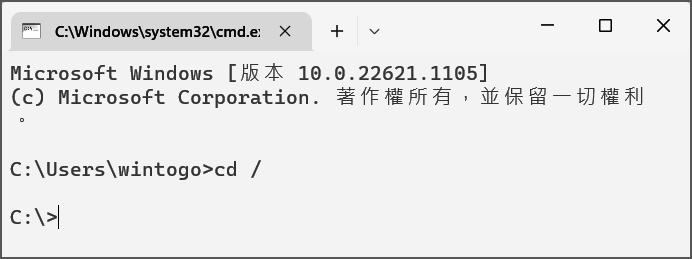 C:\Windows\system32\cmd.ex
Microsoft Windows [版本 10.0.22621.1105]
(c) Microsoft Corporation. 著作權所有，並保留一切權利
。
C:\Users\wintogo>cd /
C:\>